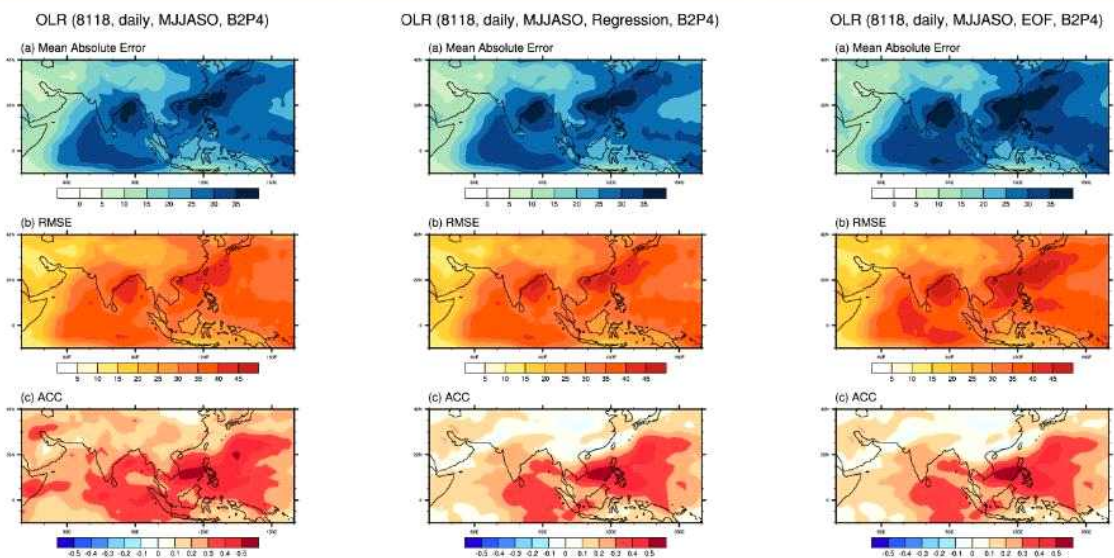 OLR (8118, daily, MJJASO, B2P4)
OLR (8118, daily, MJJASO, Regression, B2P4)
OLR (8118, daily, MJJASO, EOF, B2P4)
(a) Mean Absolute Error
(a) Mean Absolute Error
(a) Mean Absolute Error
0 5 10 15 20 25 30 35
0 5 10 15 20 25 30 35
0 5 10 15 20 25 30 35
(b) RMSE
(b) RMSE
(b) RMSE
5 10 15 20 25 30 35 40 45
5 10 15 20 25 30 35 40 45
5 10 15 20 25 30 35 40 45
(c) ACC
(c) ACC
(c) ACC
-0.5 -0.4 -0.3 -0.2 -0.1 0 0.1 0.2 0.3 0.4 0.5
-0.5 -0.4 -0.3 -0.2 -0.1 0 0.1 0.2 0.3 0.4 0.5
-0.5 -0.4 -0.3 -0.2 -0.1 0 0.1 0.2 0.3 0.4 0.5